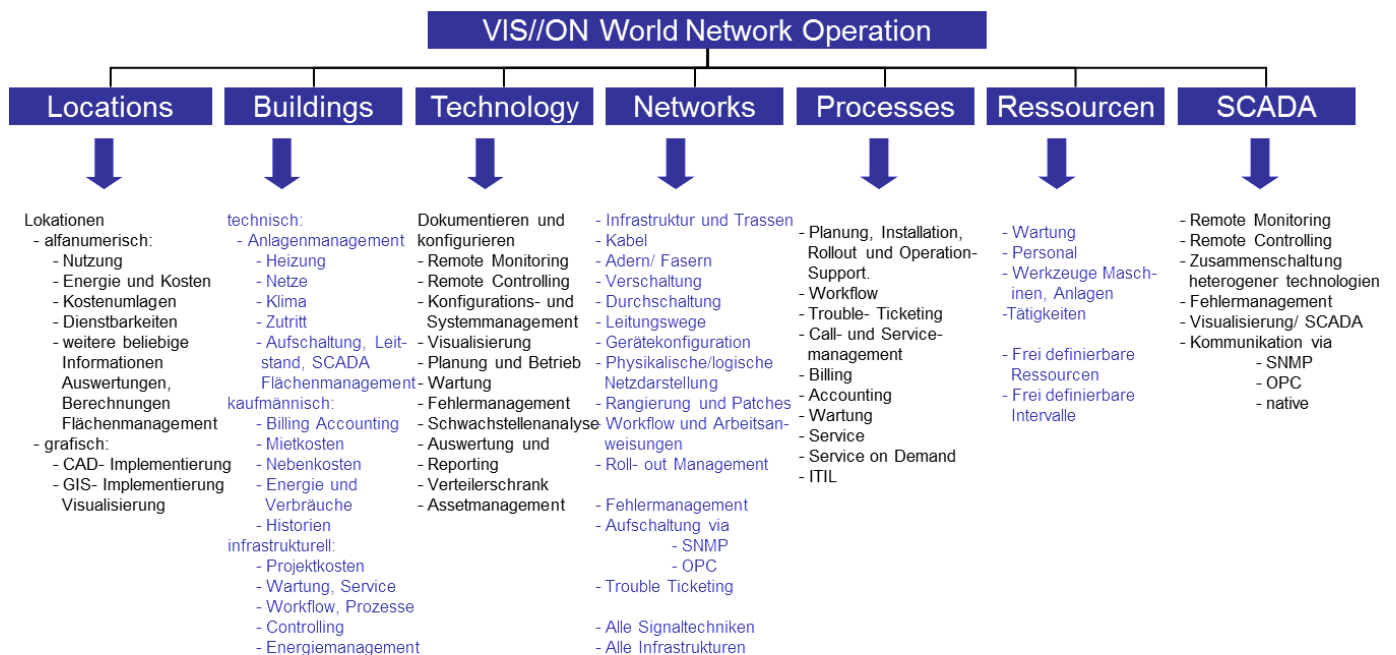 VIS//ON World Network Operation
Locations
Buildings
Technology
Networks
Processes
Ressourcen
SCADA
Lokationen
- alfanumerisch:
- Nutzung
- Energie und Kosten
- Kostenumlagen
- Dienstbarkeiten
- weitere beliebige
Informationen
Auswertungen,
Berechnungen
Flächenmanagement
- grafisch:
- CAD- Implementierung
- GIS- Implementierung
Visualisierung
technisch:
- Anlagenmanagement
- Heizung
- Netze
- Klima
- Zutritt
- Aufschaltung, Leit-
stand, SCADA
Flächenmanagement
kaufmännisch:
- Billing Accounting
- Mietkosten
- Nebenkosten
- Energie und
Verbräuche
- Historien
infrastrukturell:
- Projektkosten
- Wartung, Service
- Workflow, Prozesse
- Controlling
- Energiemanagement
Dokumentieren und
konfigurieren
- Remote Monitoring
- Remote Controlling
- Konfigurations- und
Systemmanagement
- Visualisierung
- Planung und Betrieb
- Wartung
- Fehlermanagement
- Schwachstellenanalyse
- Auswertung und
- Reporting
- Verteilerschrank
- Assetmanagement
- Infrastruktur und Trassen
- Kabel
- Adern/ Fasern
- Verschaltung
- Durchschaltung
- Leitungswege
- Gerätekonfiguration
- Physikalische/logische
Netzdarstellung
- Rangierung und Patches
- Workflow und Arbeitsan-
weisungen
- Roll- out Management
- Fehlermanagement
- Aufschaltung via
- SNMP
- OPC
- Trouble Ticketing
- Alle Signaltechniken
- Alle Infrastrukturen
- Planung, Installation,
Rollout und Operation-
Support.
- Workflow
- Trouble- Ticketing
- Call- und Service-
management
- Billing
- Accounting
- Wartung
- Service
- Service on Demand
- ITIL
- Wartung
- Personal
- Werkzeuge Masch-
inen, Anlagen
-Tätigkeiten
- Frei definierbare
Ressourcen
- Frei definierbare
Intervalle
- Remote Monitoring
- Remote Controlling
- Zusammenschaltung
heterogener technologien
- Fehlermanagement
- Visualisierung/ SCADA
- Kommunikation via
- SNMP
- OPC
- native